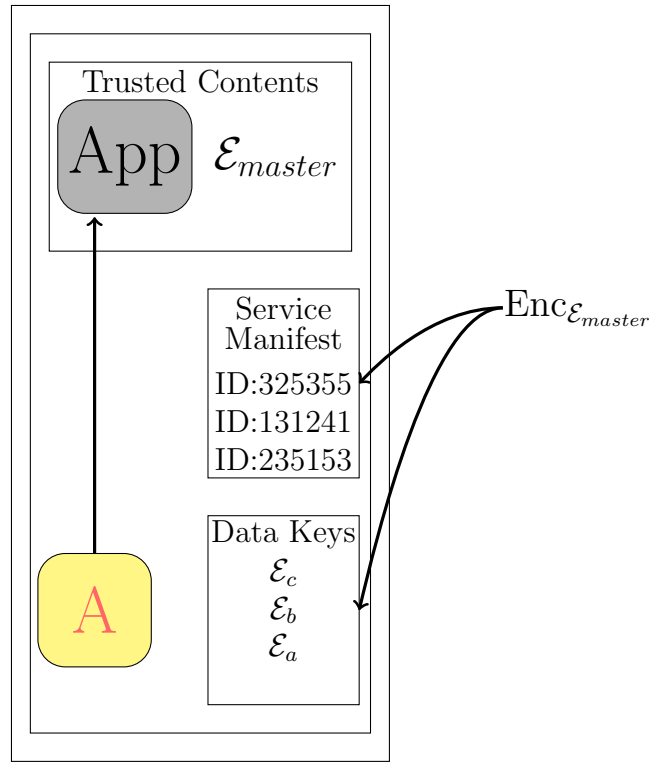 Trusted Contents
App
ℰ_master
Service
Manifest
ID:325355
ID:131241
ID:235153
Enc_ℰ_master
Data Keys
ℰ_c
ℰ_b
ℰ_a
A